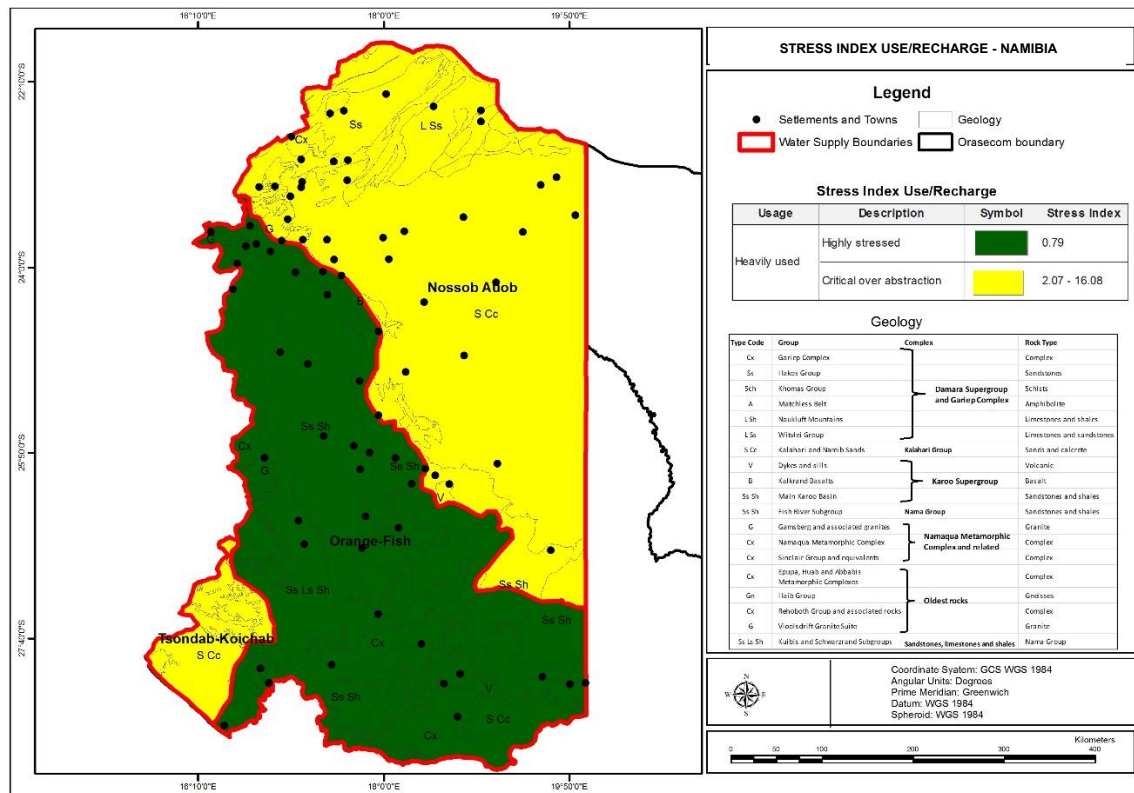 16°10'0"E
18°0'0"E
19°50'0"E
22°10'0"S
24°0'0"S
25°50'0"S
27°40'0"S
Ss
L Ss
Cx
G
G
Nossob Auob
B
S Cc
Ss Sh
Cx
G
Ss Sh
V
Orange-Fish
Ss Sh
Ss Ls Sh
Ss Sh
Tsondab-Koichab
S Cc
Cx
Ss Sh
V
S Cc
Cx
STRESS INDEX USE/RECHARGE - NAMIBIA
Legend
Settlements and Towns
Geology
Water Supply Boundaries
Orasecom boundary
Stress Index Use/Recharge
Usage Description Symbol Stress Index
Heavily used
Highly stressed 0.79
Critical over abstraction 2.07 - 16.08
Geology
Type Code Group Complex Rock Type
Cx Gariep Complex Complex
Ss Hakos Group Sandstones
Sch Khomas Group Schists
A Matchless Belt Amphibolite
L Sh Naukluft Mountains Limestones and shales
L Ss Witvlei Group Limestones and sandstones
Damara Supergroup
and Gariep Complex
S Cc Kalahari and Namib Sands Kalahari Group Sands and calcrete
V Dykes and sills Volcanic
B Kalkrand Basalts Basalt
Ss Sh Main Karoo Basin Sandstones and shales
Karoo Supergroup
Ss Sh Fish River Subgroup Nama Group Sandstones and shales
G Gamsberg and associated granites Granite
Cx Namaqua Metamorphic Complex Complex
Cx Sinclair Group and equivalents Complex
Namaqua Metamorphic
Complex and related
Cx Epupa, Huab and Abbabis
Metamorphic Complexes Complex
Gn Haib Group Gneisses
Cx Rehoboth Group and associated rocks Complex
G Vioolsdrift Granite Suite Granite
Oldest rocks
Ss Ls Sh Kuibis and Schwarzrand Subgroups Sandstones, limestones and shales Nama Group
N
W E
S
Coordinate System: GCS WGS 1984
Angular Units: Degrees
Prime Meridian: Greenwich
Datum: WGS 1984
Spheroid: WGS 1984
Kilometers
0 50 100 200 300 400